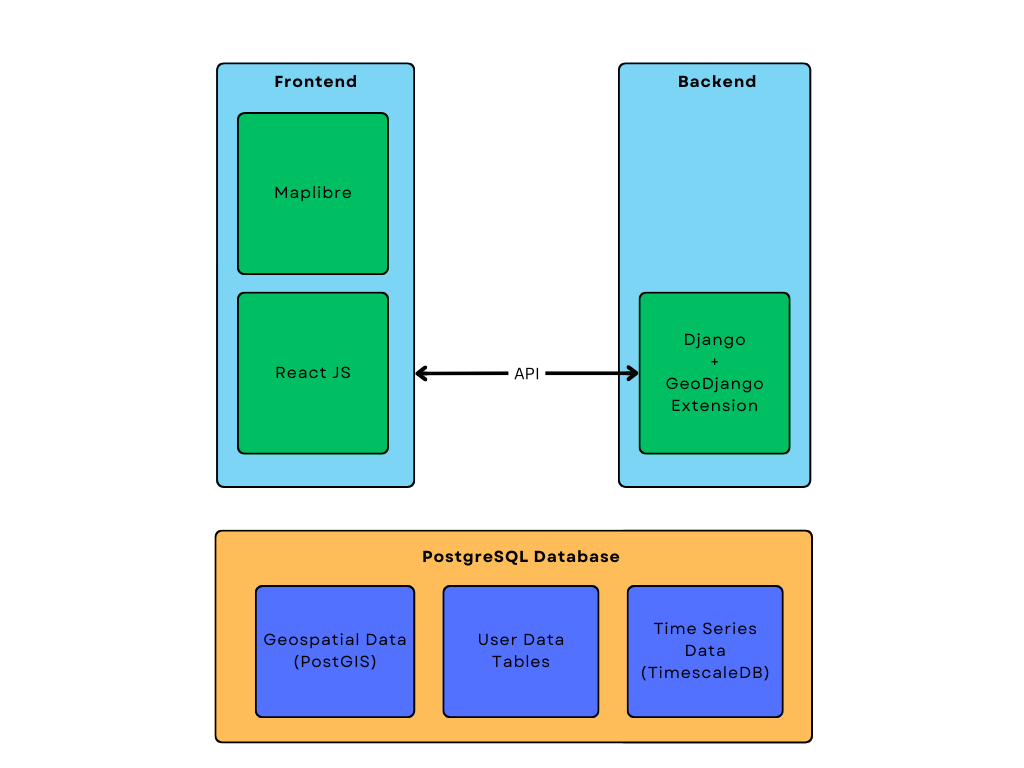 Frontend
Backend
Maplibre
React JS
API
Django
+
GeoDjango
Extension
PostgreSQL Database
Geospatial Data
(PostGIS)
User Data
Tables
Time Series
Data
(TimescaleDB)